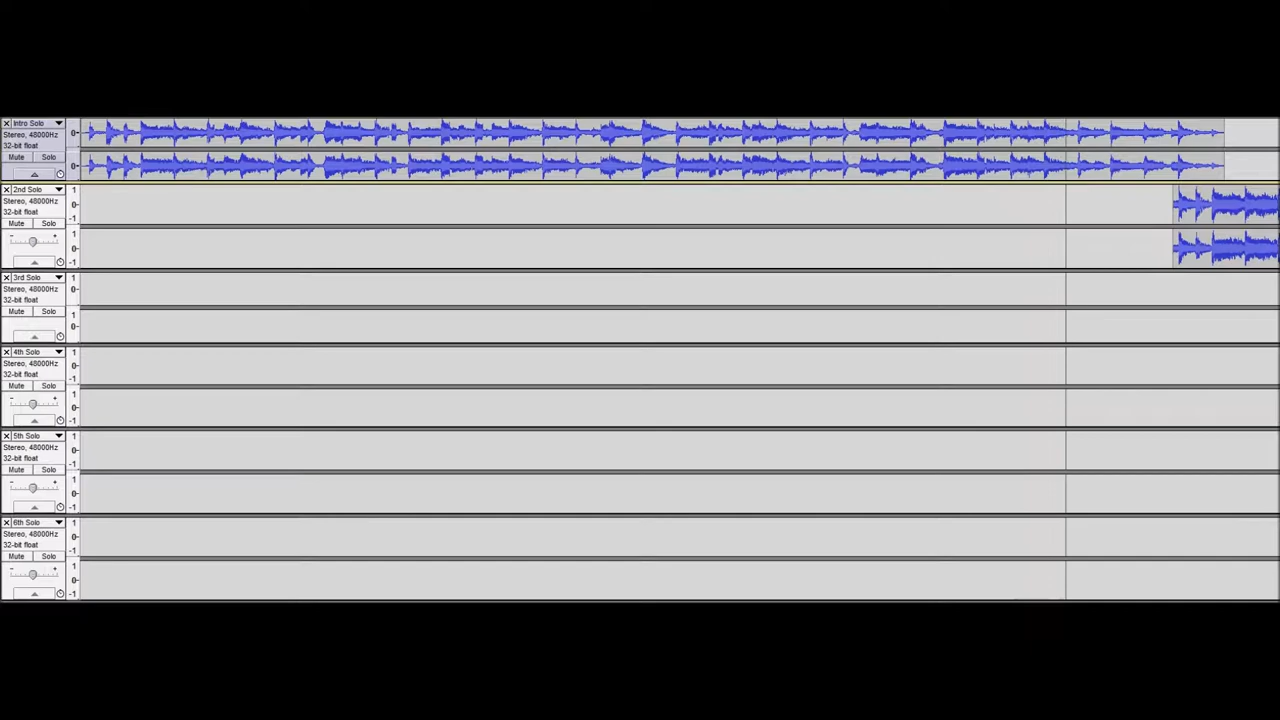 Intro Solo
Stereo, 48000Hz
32-bit float
Mute Solo
0-
0-
2nd Solo
Stereo, 48000Hz
32-bit float
Mute Solo
- +
1
0-
-1
1
0-
-1
3rd Solo
Stereo, 48000Hz
32-bit float
Mute Solo
1
0-
1
0-
4th Solo
Stereo, 48000Hz
32-bit float
Mute Solo
- +
1
0-
-1
1
0-
-1
5th Solo
Stereo, 48000Hz
32-bit float
Mute Solo
- +
1
0-
-1
1
0-
-1
6th Solo
Stereo, 48000Hz
32-bit float
Mute Solo
- +
1
0-
-1
1
0-
-1